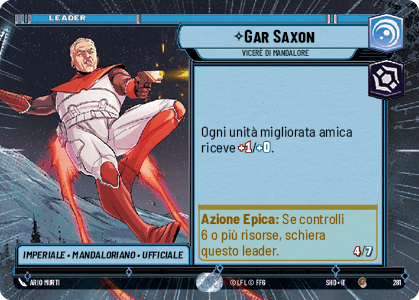 LEADER
GAR SAXON
VICERÉ DI MANDALORE
Ogni unità migliorata amica
riceve +1/+0.
Azione Epica: Se controlli
6 o più risorse, schiera
questo leader.
4/7
IMPERIALE • MANDALORIANO • UFFICIALE
ARIO MURTI
© LFL © FFG
SHD • IT
281